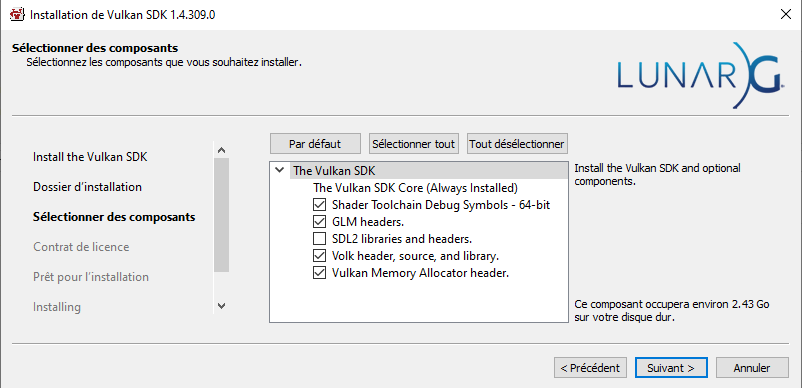 Installation de Vulkan SDK 1.4.309.0
Sélectionner des composants
Sélectionnez les composants que vous souhaitez installer.
LUNARG
Install the Vulkan SDK
Dossier d'installation
Sélectionner des composants
Contrat de licence
Prêt pour l'installation
Installing
Par défaut
Sélectionner tout
Tout désélectionner
The Vulkan SDK
The Vulkan SDK Core (Always Installed)
Shader Toolchain Debug Symbols - 64-bit
GLM headers.
SDL2 libraries and headers.
Volk header, source, and library.
Vulkan Memory Allocator header.
Install the Vulkan SDK and optional
components.
Ce composant occupera environ 2.43 Go
sur votre disque dur.
< Précédent
Suivant >
Annuler